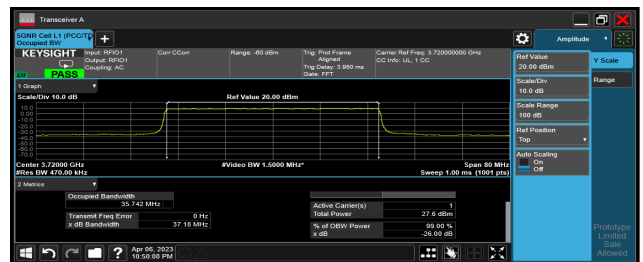 Transceiver A
5GNR Cell L1 (PCC/TD
Occupied BW
KEYSIGHT
LXI
PASS
Input: RFIO1
Output: RFIO1
Coupling: AC
Corr CCorr
Range: -60 dBm
Trig: Prot Frame
Aligned
Trig Delay: 3.950 ms
Gate: FFT
Carrier Ref Freq: 3.720000000 GHz
CC Info: UL, 1 CC
1 Graph
Scale/Div 10.0 dB
Ref Value 20.00 dBm
10.0
0.00
-10.0
-20.0
-30.0
-40.0
-50.0
-60.0
-70.0
Center 3.72000 GHz
#Video BW 1.5000 MHz*
Span 80 MHz
#Res BW 470.00 kHz
Sweep 1.00 ms (1001 pts)
2 Metrics
Occupied Bandwidth
35.742 MHz
Transmit Freq Error 0 Hz
x dB Bandwidth 37.18 MHz
Active Carrier(s) 1
Total Power 27.6 dBm
% of OBW Power 99.00 %
x dB -26.00 dB
Apr 06, 2023
10:50:08 PM
Amplitude
Ref Value
20.00 dBm
Scale/Div
10.0 dB
Scale Range
100 dB
Ref Position
Top
Auto Scaling
On
Off
Y Scale
Range
Prototype
Limited
Sale
Allowed